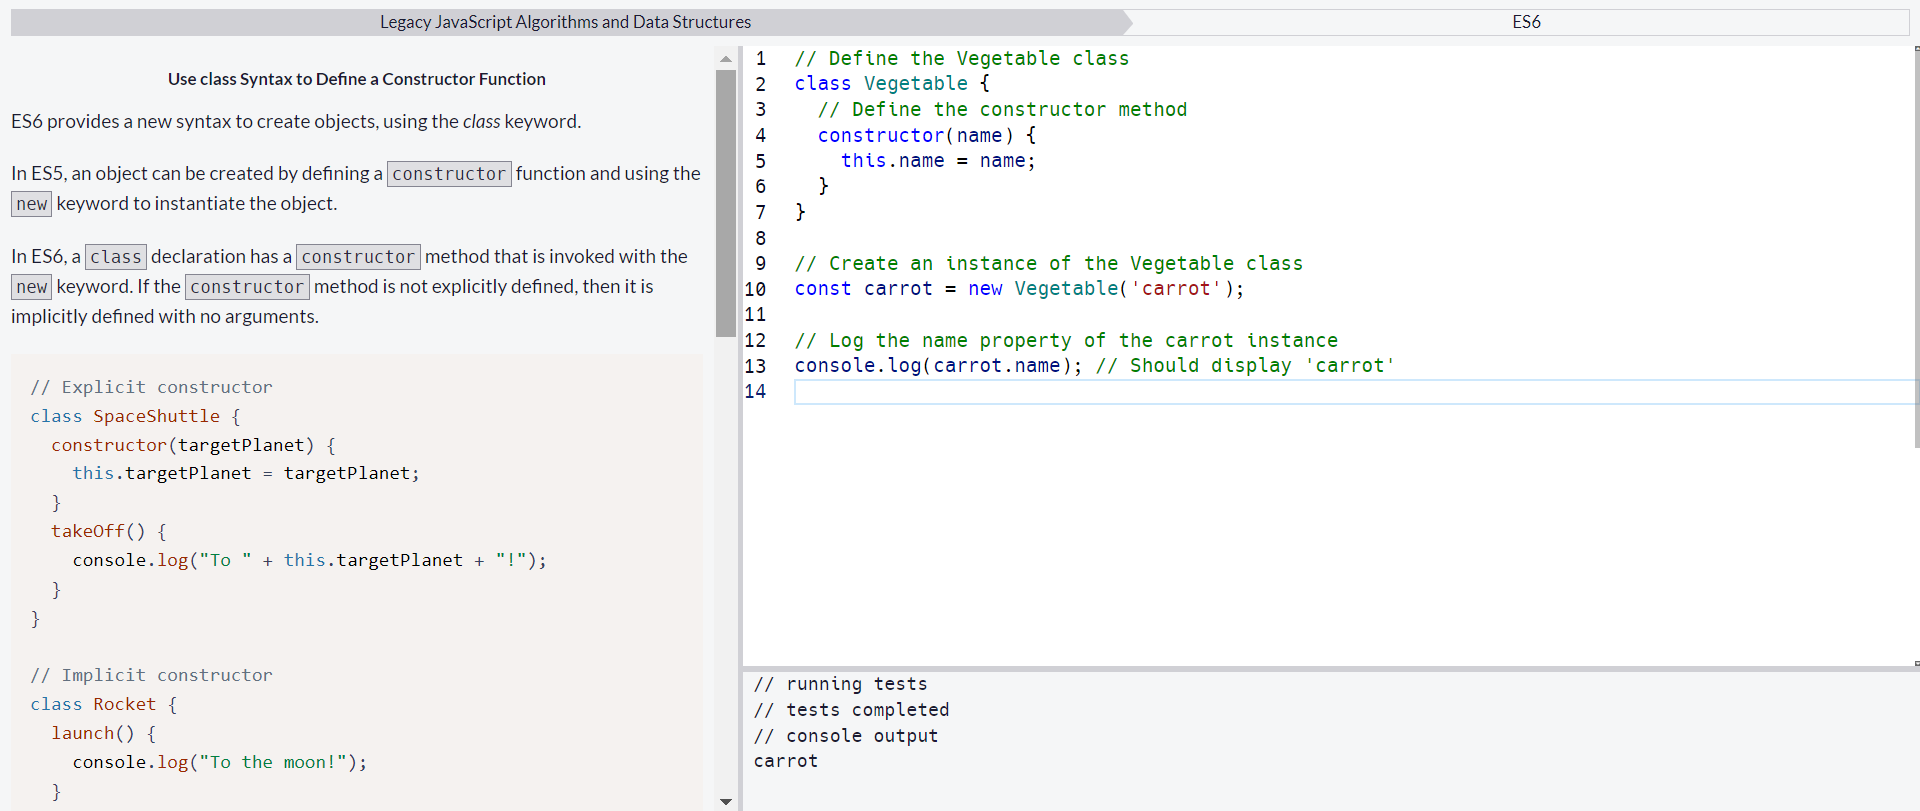 Legacy JavaScript Algorithms and Data Structures
ES6
Use class Syntax to Define a Constructor Function
ES6 provides a new syntax to create objects, using the class keyword.
In ES5, an object can be created by defining a constructor function and using the
new keyword to instantiate the object.
In ES6, a class declaration has a constructor method that is invoked with the
new keyword. If the constructor method is not explicitly defined, then it is
implicitly defined with no arguments.
// Explicit constructor
class SpaceShuttle {
  constructor(targetPlanet) {
    this.targetPlanet = targetPlanet;
  }
  takeOff() {
    console.log("To " + this.targetPlanet + "!");
  }
}
// Implicit constructor
class Rocket {
  launch() {
    console.log("To the moon!");
  }
1 // Define the Vegetable class
2 class Vegetable {
3   // Define the constructor method
4   constructor(name) {
5     this.name = name;
6   }
7 }
8
9 // Create an instance of the Vegetable class
10 const carrot = new Vegetable('carrot');
11
12 // Log the name property of the carrot instance
13 console.log(carrot.name); // Should display 'carrot'
14
// running tests
// tests completed
// console output
carrot